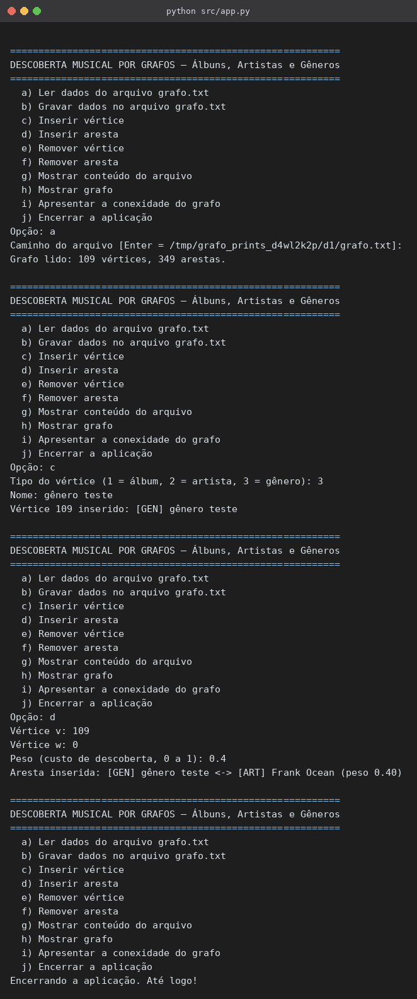 python src/app.py
==========================================================
DESCOBERTA MUSICAL POR GRAFOS — Álbuns, Artistas e Gêneros
==========================================================
a) Ler dados do arquivo grafo.txt
b) Gravar dados no arquivo grafo.txt
c) Inserir vértice
d) Inserir aresta
e) Remover vértice
f) Remover aresta
g) Mostrar conteúdo do arquivo
h) Mostrar grafo
i) Apresentar a conexidade do grafo
j) Encerrar a aplicação
Opção: a
Caminho do arquivo [Enter = /tmp/grafo_prints_d4wl2k2p/d1/grafo.txt]:
Grafo lido: 109 vértices, 349 arestas.
==========================================================
DESCOBERTA MUSICAL POR GRAFOS — Álbuns, Artistas e Gêneros
==========================================================
a) Ler dados do arquivo grafo.txt
b) Gravar dados no arquivo grafo.txt
c) Inserir vértice
d) Inserir aresta
e) Remover vértice
f) Remover aresta
g) Mostrar conteúdo do arquivo
h) Mostrar grafo
i) Apresentar a conexidade do grafo
j) Encerrar a aplicação
Opção: c
Tipo do vértice (1 = álbum, 2 = artista, 3 = gênero): 3
Nome: gênero teste
Vértice 109 inserido: [GEN] gênero teste
==========================================================
DESCOBERTA MUSICAL POR GRAFOS — Álbuns, Artistas e Gêneros
==========================================================
a) Ler dados do arquivo grafo.txt
b) Gravar dados no arquivo grafo.txt
c) Inserir vértice
d) Inserir aresta
e) Remover vértice
f) Remover aresta
g) Mostrar conteúdo do arquivo
h) Mostrar grafo
i) Apresentar a conexidade do grafo
j) Encerrar a aplicação
Opção: d
Vértice v: 109
Vértice w: 0
Peso (custo de descoberta, 0 a 1): 0.4
Aresta inserida: [GEN] gênero teste <-> [ART] Frank Ocean (peso 0.40)
==========================================================
DESCOBERTA MUSICAL POR GRAFOS — Álbuns, Artistas e Gêneros
==========================================================
a) Ler dados do arquivo grafo.txt
b) Gravar dados no arquivo grafo.txt
c) Inserir vértice
d) Inserir aresta
e) Remover vértice
f) Remover aresta
g) Mostrar conteúdo do arquivo
h) Mostrar grafo
i) Apresentar a conexidade do grafo
j) Encerrar a aplicação
Encerrando a aplicação. Até logo!